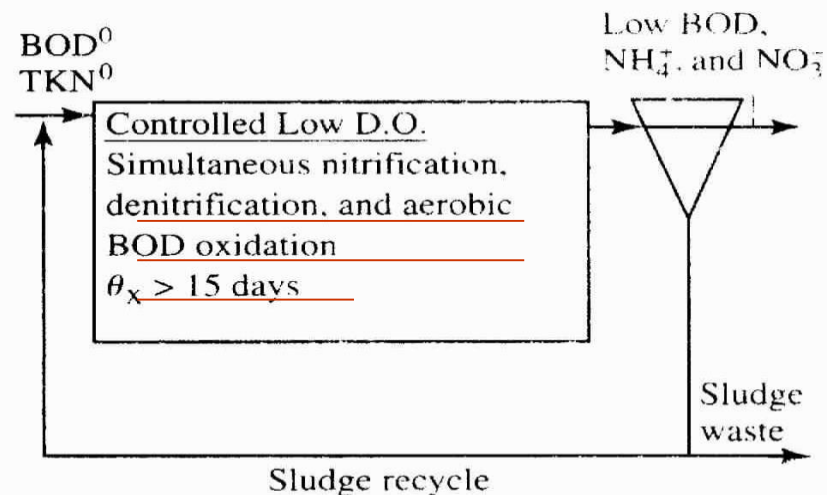 BOD⁰
TKN⁰
Low BOD,
NH₄⁺, and NO₃⁻
Controlled Low D.O.
Simultaneous nitrification,
denitrification, and aerobic
BOD oxidation
θₓ > 15 days
Sludge
waste
Sludge recycle